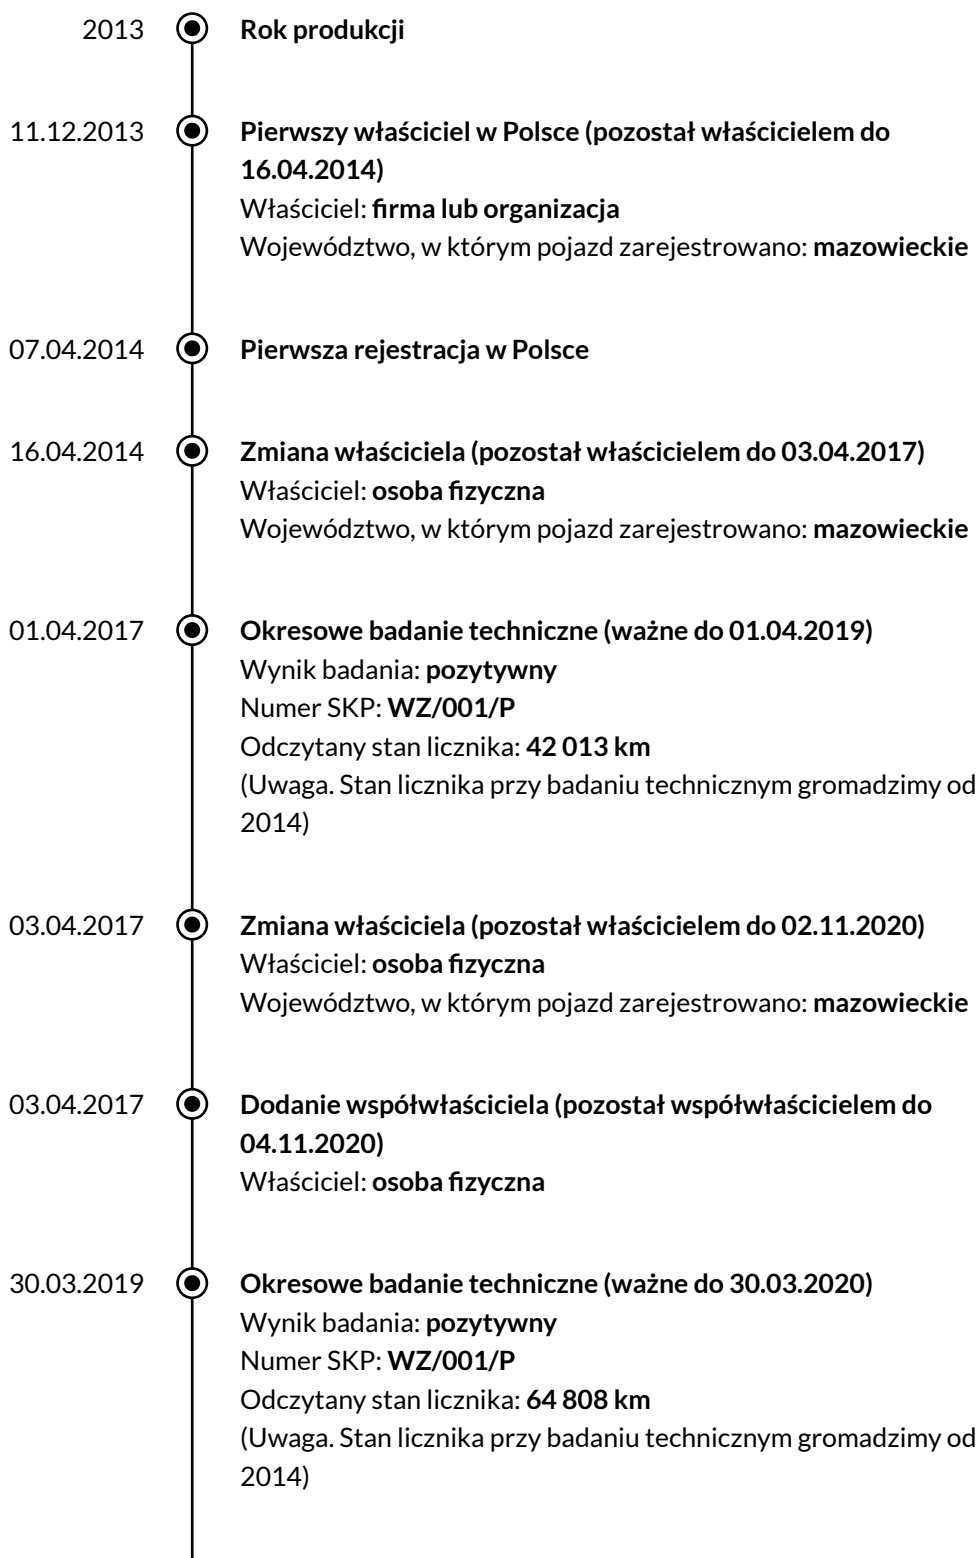 2013 Rok produkcji
11.12.2013 Pierwszy właściciel w Polsce (pozostał właścicielem do
16.04.2014)
Właściciel: firma lub organizacja
Województwo, w którym pojazd zarejestrowano: mazowieckie
07.04.2014 Pierwsza rejestracja w Polsce
16.04.2014 Zmiana właściciela (pozostał właścicielem do 03.04.2017)
Właściciel: osoba fizyczna
Województwo, w którym pojazd zarejestrowano: mazowieckie
01.04.2017 Okresowe badanie techniczne (ważne do 01.04.2019)
Wynik badania: pozytywny
Numer SKP: WZ/001/P
Odczytany stan licznika: 42 013 km
(Uwaga. Stan licznika przy badaniu technicznym gromadzimy od
2014)
03.04.2017 Zmiana właściciela (pozostał właścicielem do 02.11.2020)
Właściciel: osoba fizyczna
Województwo, w którym pojazd zarejestrowano: mazowieckie
03.04.2017 Dodanie współwłaściciela (pozostał współwłaścicielem do
04.11.2020)
Właściciel: osoba fizyczna
30.03.2019 Okresowe badanie techniczne (ważne do 30.03.2020)
Wynik badania: pozytywny
Numer SKP: WZ/001/P
Odczytany stan licznika: 64 808 km
(Uwaga. Stan licznika przy badaniu technicznym gromadzimy od
2014)